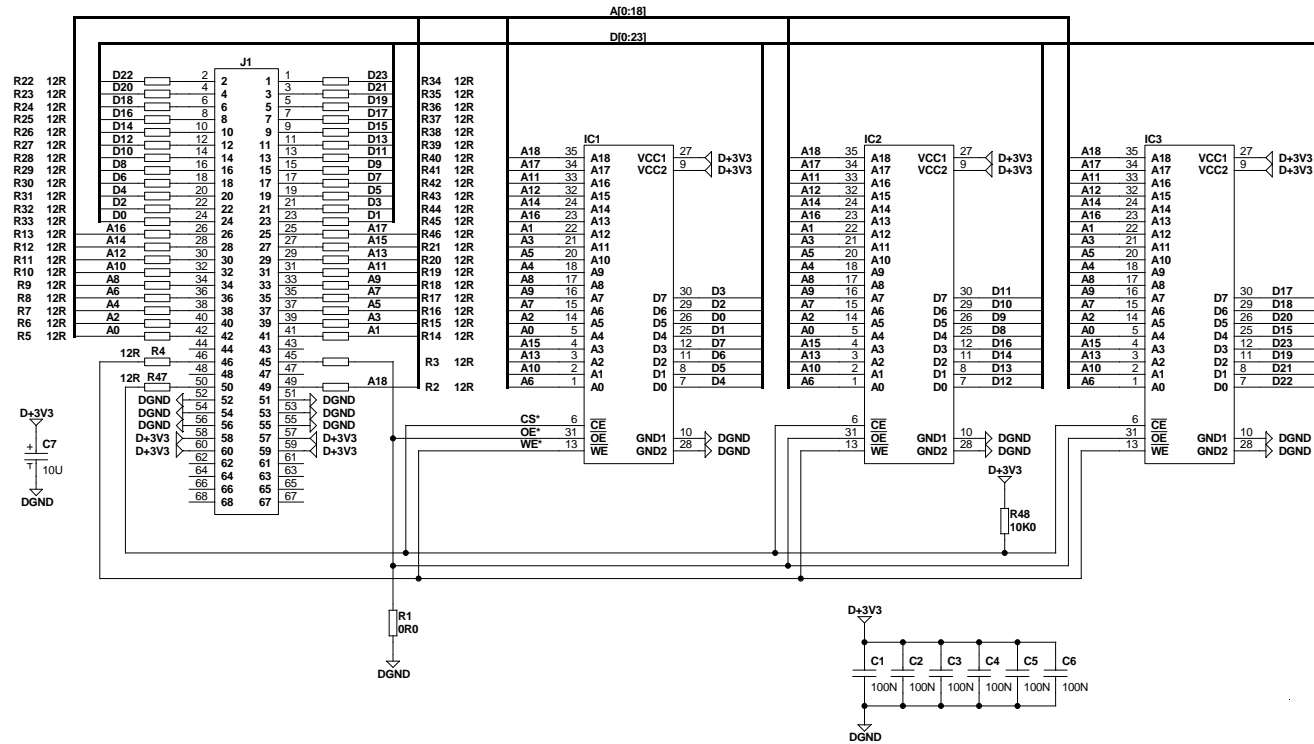 A[0:18]
D[0:23]
J1
R22 12R D22 2 2 1 1 D23 R34 12R
R23 12R D20 4 4 3 3 D21 R35 12R
R24 12R D18 6 6 5 5 D19 R36 12R
R25 12R D16 8 8 7 7 D17 R37 12R
R26 12R D14 10 10 9 9 D15 R38 12R
R27 12R D12 12 12 11 11 D13 R39 12R
R28 12R D10 14 14 13 13 D11 R40 12R
R29 12R D8 16 16 15 15 D9 R41 12R
R30 12R D6 18 18 17 17 D7 R42 12R
R31 12R D4 20 20 19 19 D5 R43 12R
R32 12R D2 22 22 21 21 D3 R44 12R
R33 12R D0 24 24 23 23 D1 R45 12R
R13 12R A16 26 26 25 25 A17 R46 12R
R12 12R A14 28 28 27 27 A15 R21 12R
R11 12R A12 30 30 29 29 A13 R20 12R
R10 12R A10 32 32 31 31 A11 R19 12R
R9 12R A8 34 34 33 33 A9 R18 12R
R8 12R A6 36 36 35 35 A7 R17 12R
R7 12R A4 38 38 37 37 A5 R16 12R
R6 12R A2 40 40 39 39 A3 R15 12R
R5 12R A0 42 42 41 41 A1 R14 12R
44 44 43 43
12R R4 46 46 45 45 R3 12R
48 48 47 47
12R R47 50 50 49 49 A18 R2 12R
DGND 52 52 51 51 DGND
DGND 54 54 53 53 DGND
DGND 56 56 55 55 DGND
D+3V3 58 58 57 57 D+3V3
D+3V3 60 60 59 59 D+3V3
62 62 61 61
64 64 63 63
66 66 65 65
68 68 67 67
D+3V3
+ C7
10U
DGND
IC1
A18 35 A18 VCC1 27 D+3V3
A17 34 A17 VCC2 9 D+3V3
A11 33 A16
A12 32 A15
A14 24 A14
A16 23 A13
A1 22 A12
A3 21 A11
A5 20 A10
A4 18 A9
A8 17 A8
A9 16 A7 D7 30 D3
A7 15 A6 D6 29 D2
A2 14 A5 D5 26 D0
A0 5 A4 D4 25 D1
A15 4 A3 D3 12 D7
A13 3 A2 D2 11 D6
A10 2 A1 D1 8 D5
A6 1 A0 D0 7 D4
CS* 6 CE
OE* 31 OE GND1 10 DGND
WE* 13 WE GND2 28 DGND
IC2
A18 35 A18 VCC1 27 D+3V3
A17 34 A17 VCC2 9 D+3V3
A11 33 A16
A12 32 A15
A14 24 A14
A16 23 A13
A1 22 A12
A3 21 A11
A5 20 A10
A4 18 A9
A8 17 A8
A9 16 A7 D7 30 D11
A7 15 A6 D6 29 D10
A2 14 A5 D5 26 D9
A0 5 A4 D4 25 D8
A15 4 A3 D3 12 D16
A13 3 A2 D2 11 D14
A10 2 A1 D1 8 D13
A6 1 A0 D0 7 D12
6 CE
31 OE GND1 10 DGND
13 WE GND2 28 DGND
IC3
A18 35 A18 VCC1 27 D+3V3
A17 34 A17 VCC2 9 D+3V3
A11 33 A16
A12 32 A15
A14 24 A14
A16 23 A13
A1 22 A12
A3 21 A11
A5 20 A10
A4 18 A9
A8 17 A8
A9 16 A7 D7 30 D17
A7 15 A6 D6 29 D18
A2 14 A5 D5 26 D20
A0 5 A4 D4 25 D15
A15 4 A3 D3 12 D23
A13 3 A2 D2 11 D19
A10 2 A1 D1 8 D21
A6 1 A0 D0 7 D22
6 CE
31 OE GND1 10 DGND
13 WE GND2 28 DGND
D+3V3
R48
10K0
R1
0R0
DGND
D+3V3
C1 C2 C3 C4 C5 C6
100N 100N 100N 100N 100N 100N
DGND